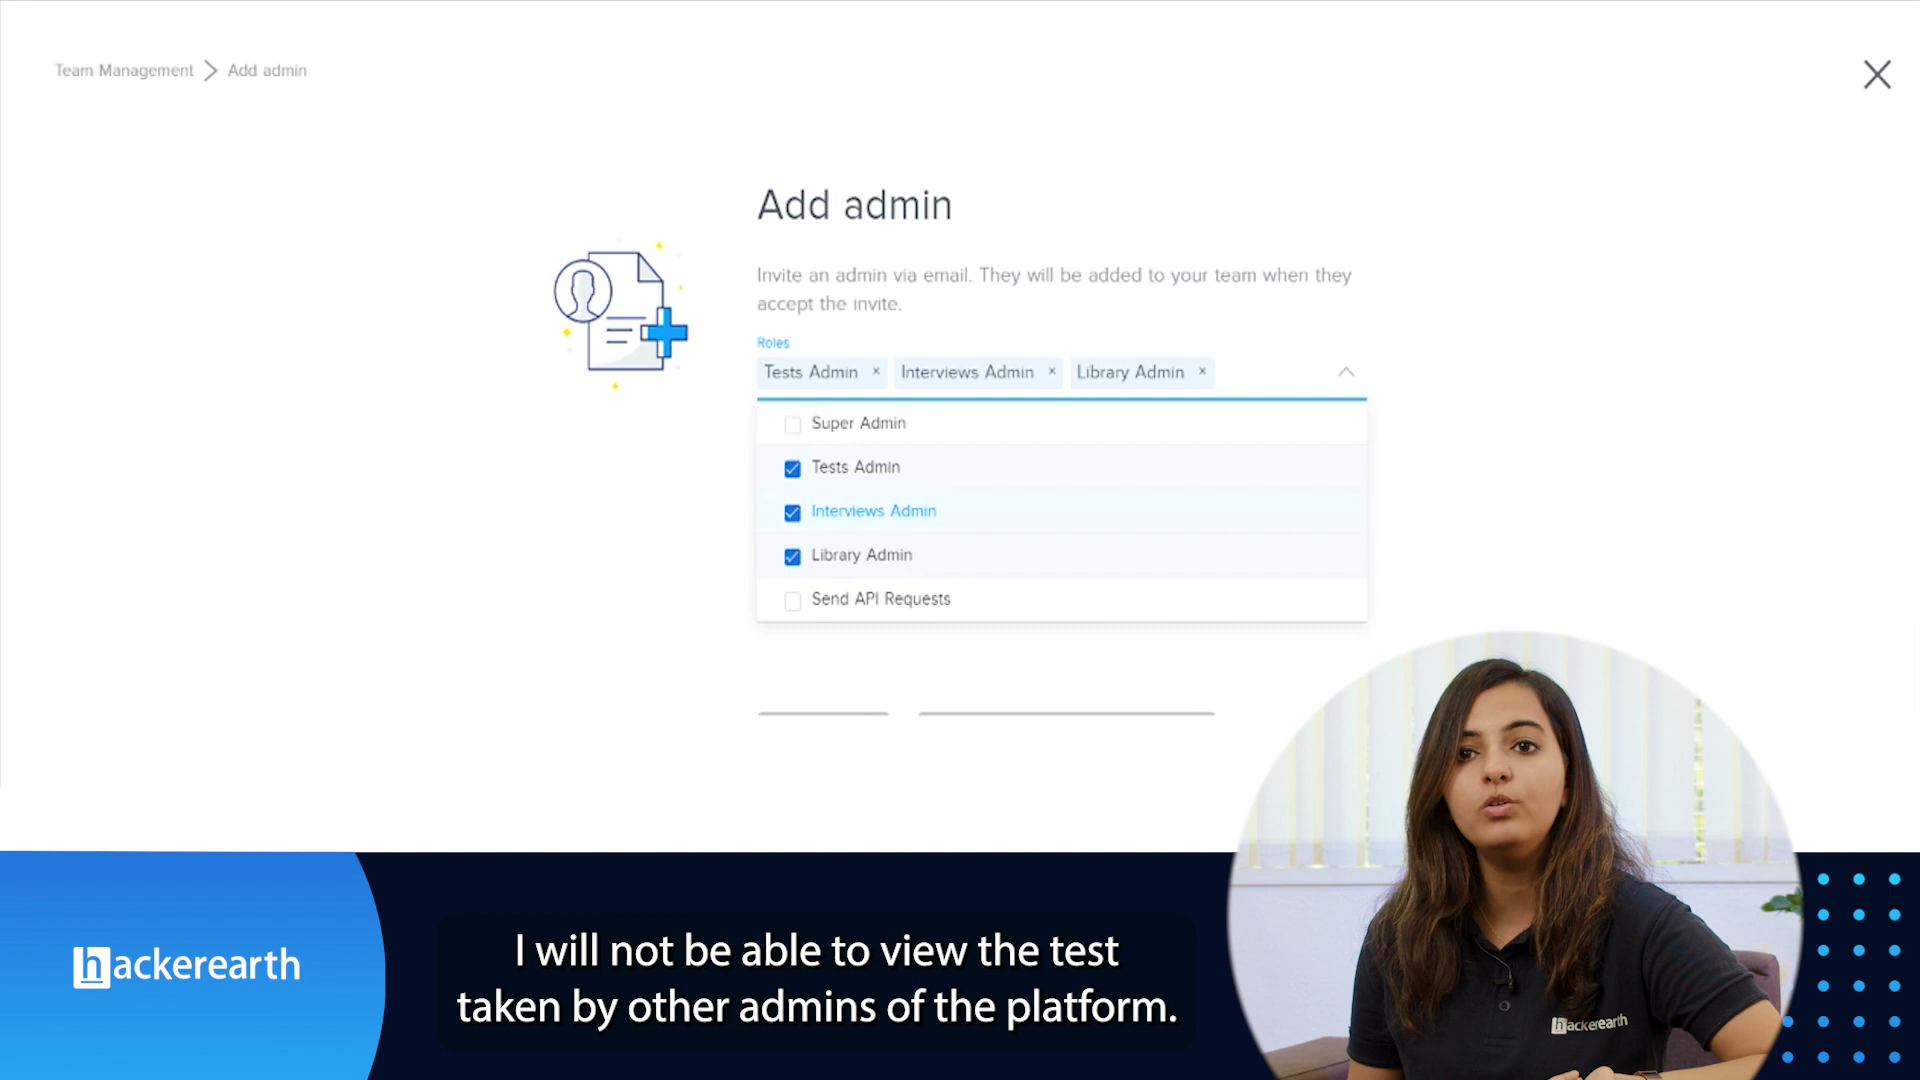 Team Management > Add admin
Add admin
Invite an admin via email. They will be added to your team when they
accept the invite.
Roles
Tests Admin × Interviews Admin × Library Admin ×
Super Admin
Tests Admin
Interviews Admin
Library Admin
Send API Requests
hackerearth
I will not be able to view the test
taken by other admins of the platform.
hackerearth